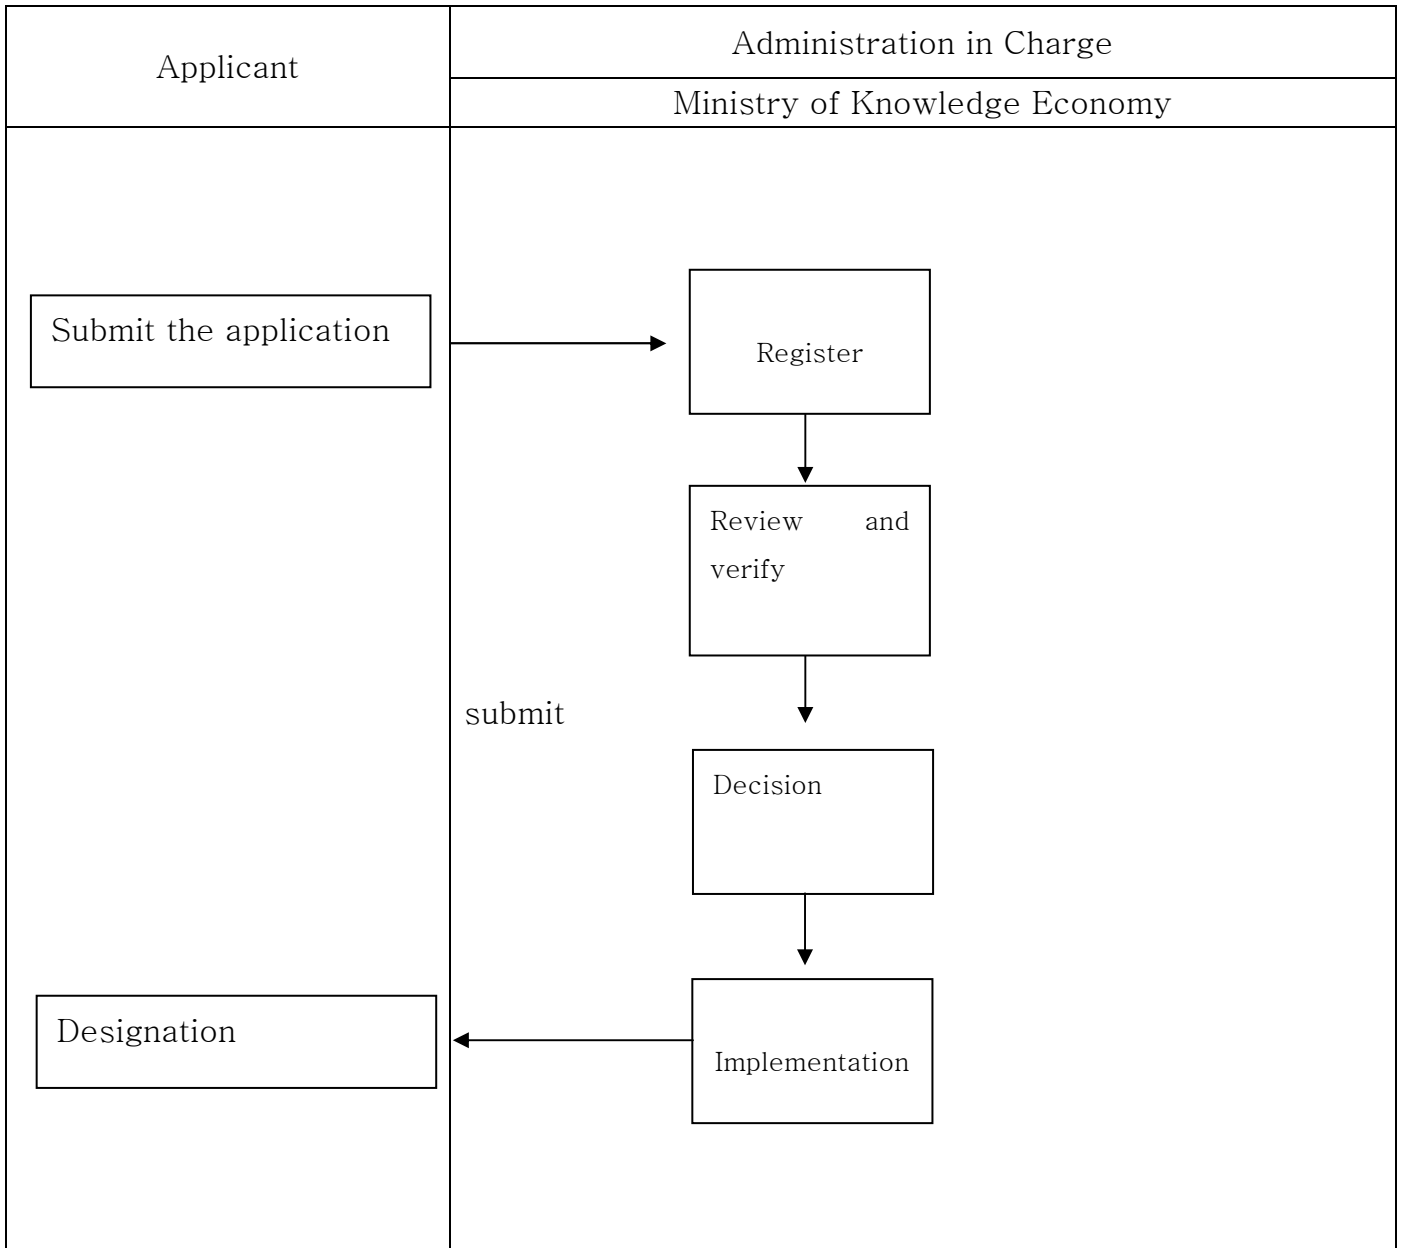 Applicant
Administration in Charge
Ministry of Knowledge Economy
Submit the application
Register
Review and
verify
submit
Decision
Designation
Implementation